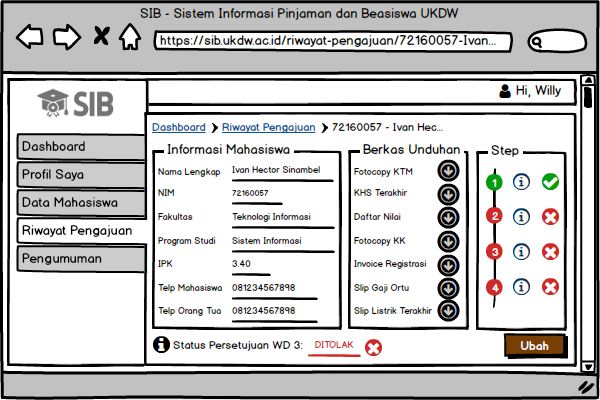 SIB - Sistem Informasi Pinjaman dan Beasiswa UKDW
https://sib.ukdw.ac.id/riwayat-pengajuan/72160057-Ivan...
Hi, Willy
SIB
Dashboard
Profil Saya
Data Mahasiswa
Riwayat Pengajuan
Pengumuman
Dashboard > Riwayat Pengajuan > 72160057 - Ivan Hec...
Informasi Mahasiswa
Nama Lengkap Ivan Hector Sinambel
NIM 72160057
Fakultas Teknologi Informasi
Program Studi Sistem Informasi
IPK 3.40
Telp Mahasiswa 081234567898
Telp Orang Tua 081234567898
Berkas Unduhan
Fotocopy KTM
KHS Terakhir
Daftar Nilai
Fotocopy KK
Invoice Registrasi
Slip Gaji Ortu
Slip Listrik Terakhir
Step
1
2
3
4
Status Persetujuan WD 3: DITOLAK
Ubah